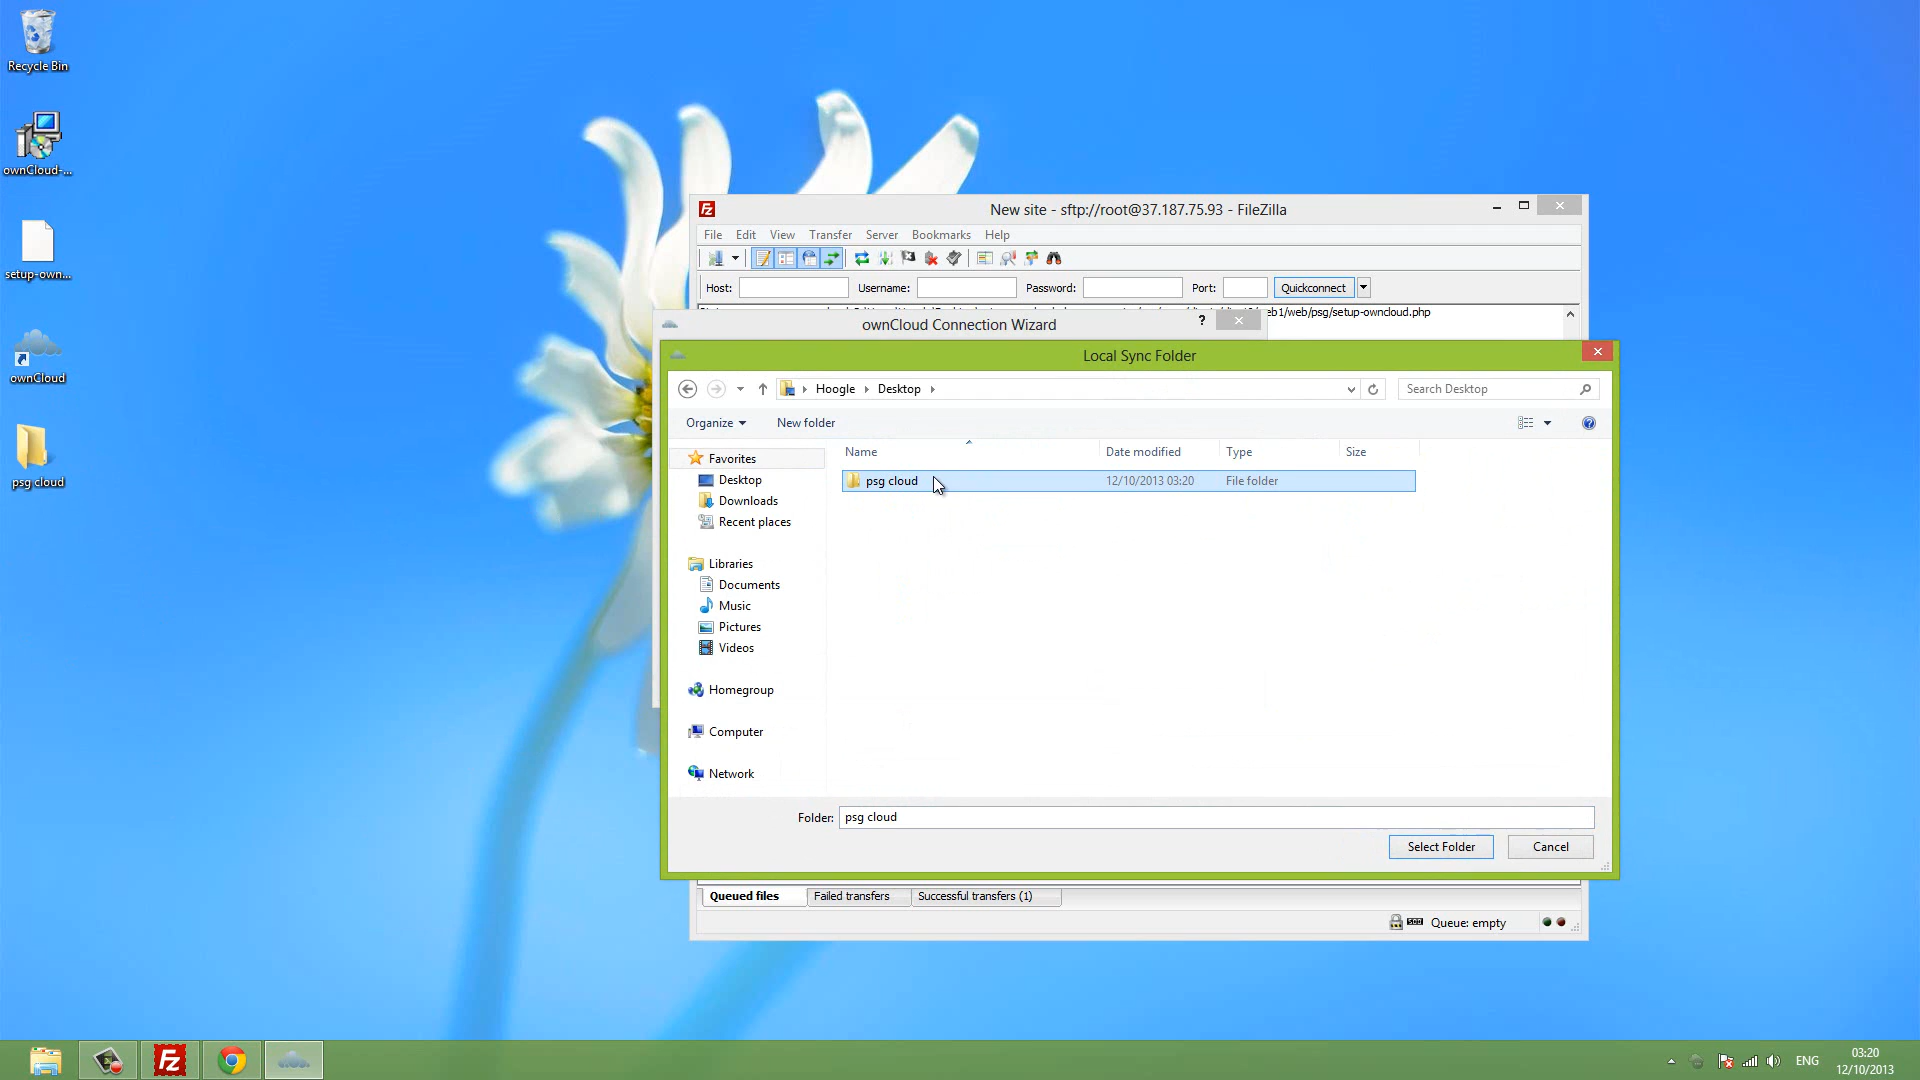 Recycle Bin
ownCloud-...
setup-own...
ownCloud
psg cloud
New site - sftp://root@37.187.75.93 - FileZilla
File Edit View Transfer Server Bookmarks Help
Host: Username: Password: Port: Quickconnect
eb1/web/psg/setup-owncloud.php
ownCloud Connection Wizard
?
Local Sync Folder
Hoogle Desktop
Search Desktop
Organize New folder
Name Date modified Type Size
psg cloud 12/10/2013 03:20 File folder
Favorites
Desktop
Downloads
Recent places
Libraries
Documents
Music
Pictures
Videos
Homegroup
Computer
Network
Folder: psg cloud
Select Folder Cancel
Queued files Failed transfers Successful transfers (1)
Queue: empty
ENG
03:20
12/10/2013